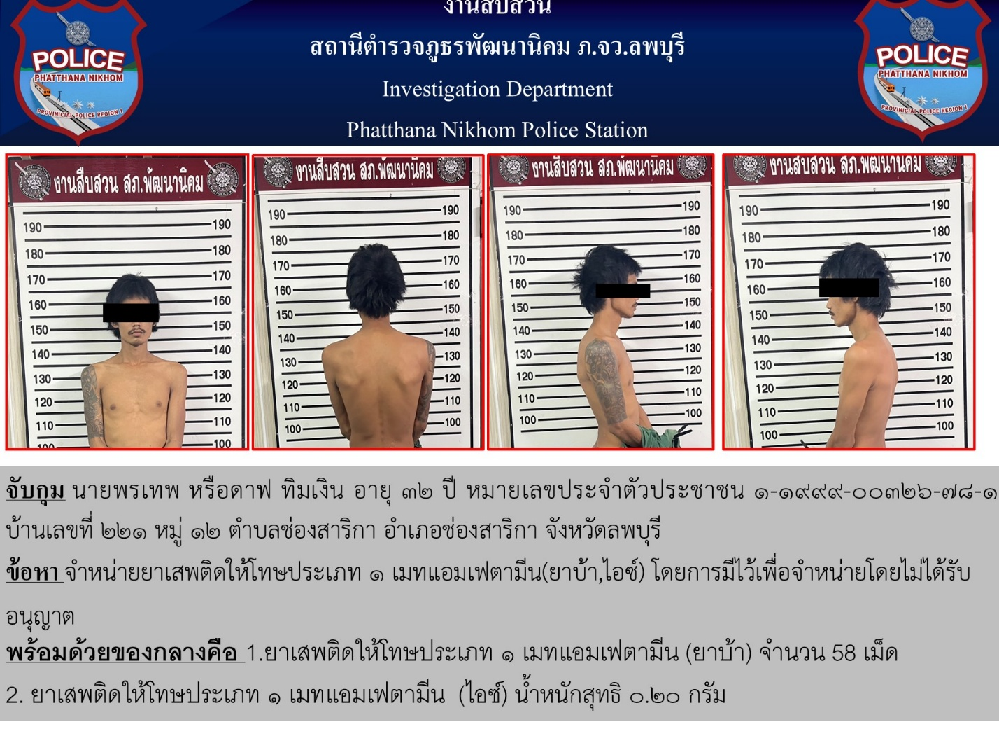 งานสืบสวน
สถานีตำรวจภูธรพัฒนานิคม ภ.จว.ลพบุรี
Investigation Department
Phatthana Nikhom Police Station
POLICE
PHATTHANA NIKHOM
PROVINICIAL POLICE REGION 1
POLICE
PHATTHANA NIKHOM
PROVINICIAL POLICE REGION 1
งานสืบสวน สภ.พัฒนานิคม
190 190
180 180
170 170
160 160
150 150
140 140
130 130
120 120
110 110
100 100
งานสืบสวน สภ.พัฒนานิคม
190 190
180 180
170 170
160 160
150 150
140 140
130 130
120 120
110 110
100 100
งานสืบสวน สภ.พัฒนานิคม
190 190
180 180
170 170
160 160
150 150
140 140
130 130
120 120
110 110
100 100
งานสืบสวน สภ.พัฒนานิคม
190 190
180 180
170 170
160 160
150 150
140 140
130 130
120 120
110 110
100 100
จับกุม นายพรเทพ หรือดาฟ ทิมเงิน อายุ ๓๒ ปี หมายเลขประจำตัวประชาชน ๑-๑๙๙๙-๐๐๓๒๖-๗๘-๑
บ้านเลขที่ ๒๒๑ หมู่ ๑๒ ตำบลช่องสาริกา อำเภอช่องสาริกา จังหวัดลพบุรี
ข้อหา จำหน่ายยาเสพติดให้โทษประเภท ๑ เมทแอมเฟตามีน(ยาบ้า,ไอซ์) โดยการมีไว้เพื่อจำหน่ายโดยไม่ได้รับ
อนุญาต
พร้อมด้วยของกลางคือ 1.ยาเสพติดให้โทษประเภท ๑ เมทแอมเฟตามีน (ยาบ้า) จำนวน 58 เม็ด
2. ยาเสพติดให้โทษประเภท ๑ เมทแอมเฟตามีน (ไอซ์) น้ำหนักสุทธิ ๐.๒๐ กรัม